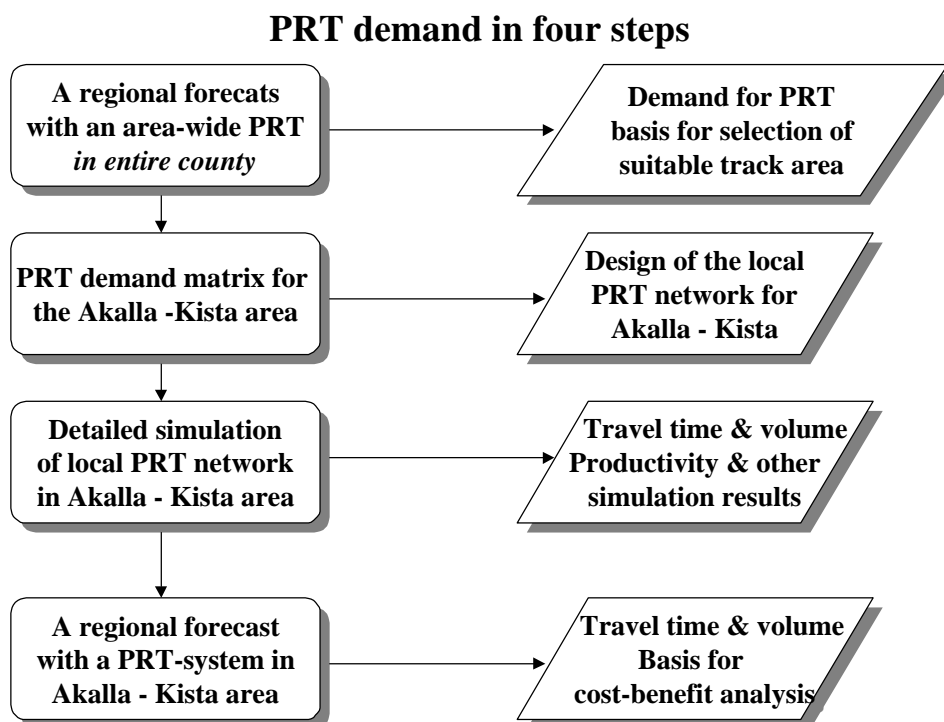 PRT demand in four steps
A regional forecats
with an area-wide PRT
in entire county
Demand for PRT
basis for selection of
suitable track area
PRT demand matrix for
the Akalla -Kista area
Design of the local
PRT network for
Akalla - Kista
Detailed simulation
of local PRT network
in Akalla - Kista area
Travel time & volume
Productivity & other
simulation results
A regional forecast
with a PRT-system in
Akalla - Kista area
Travel time & volume
Basis for
cost-benefit analysis